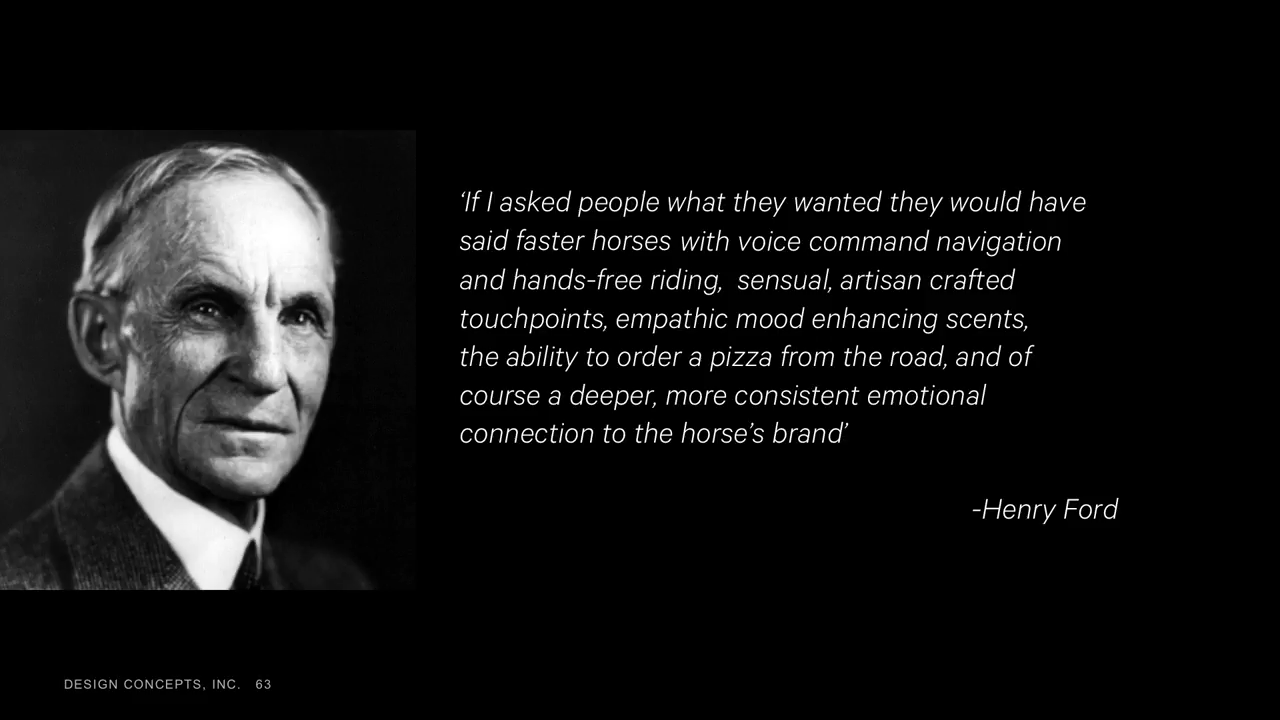 ‘If I asked people what they wanted they would have
said faster horses with voice command navigation
and hands-free riding,  sensual, artisan crafted
touchpoints, empathic mood enhancing scents,
the ability to order a pizza from the road, and of
course a deeper, more consistent emotional
connection to the horse’s brand’
-Henry Ford
DESIGN CONCEPTS, INC. 63